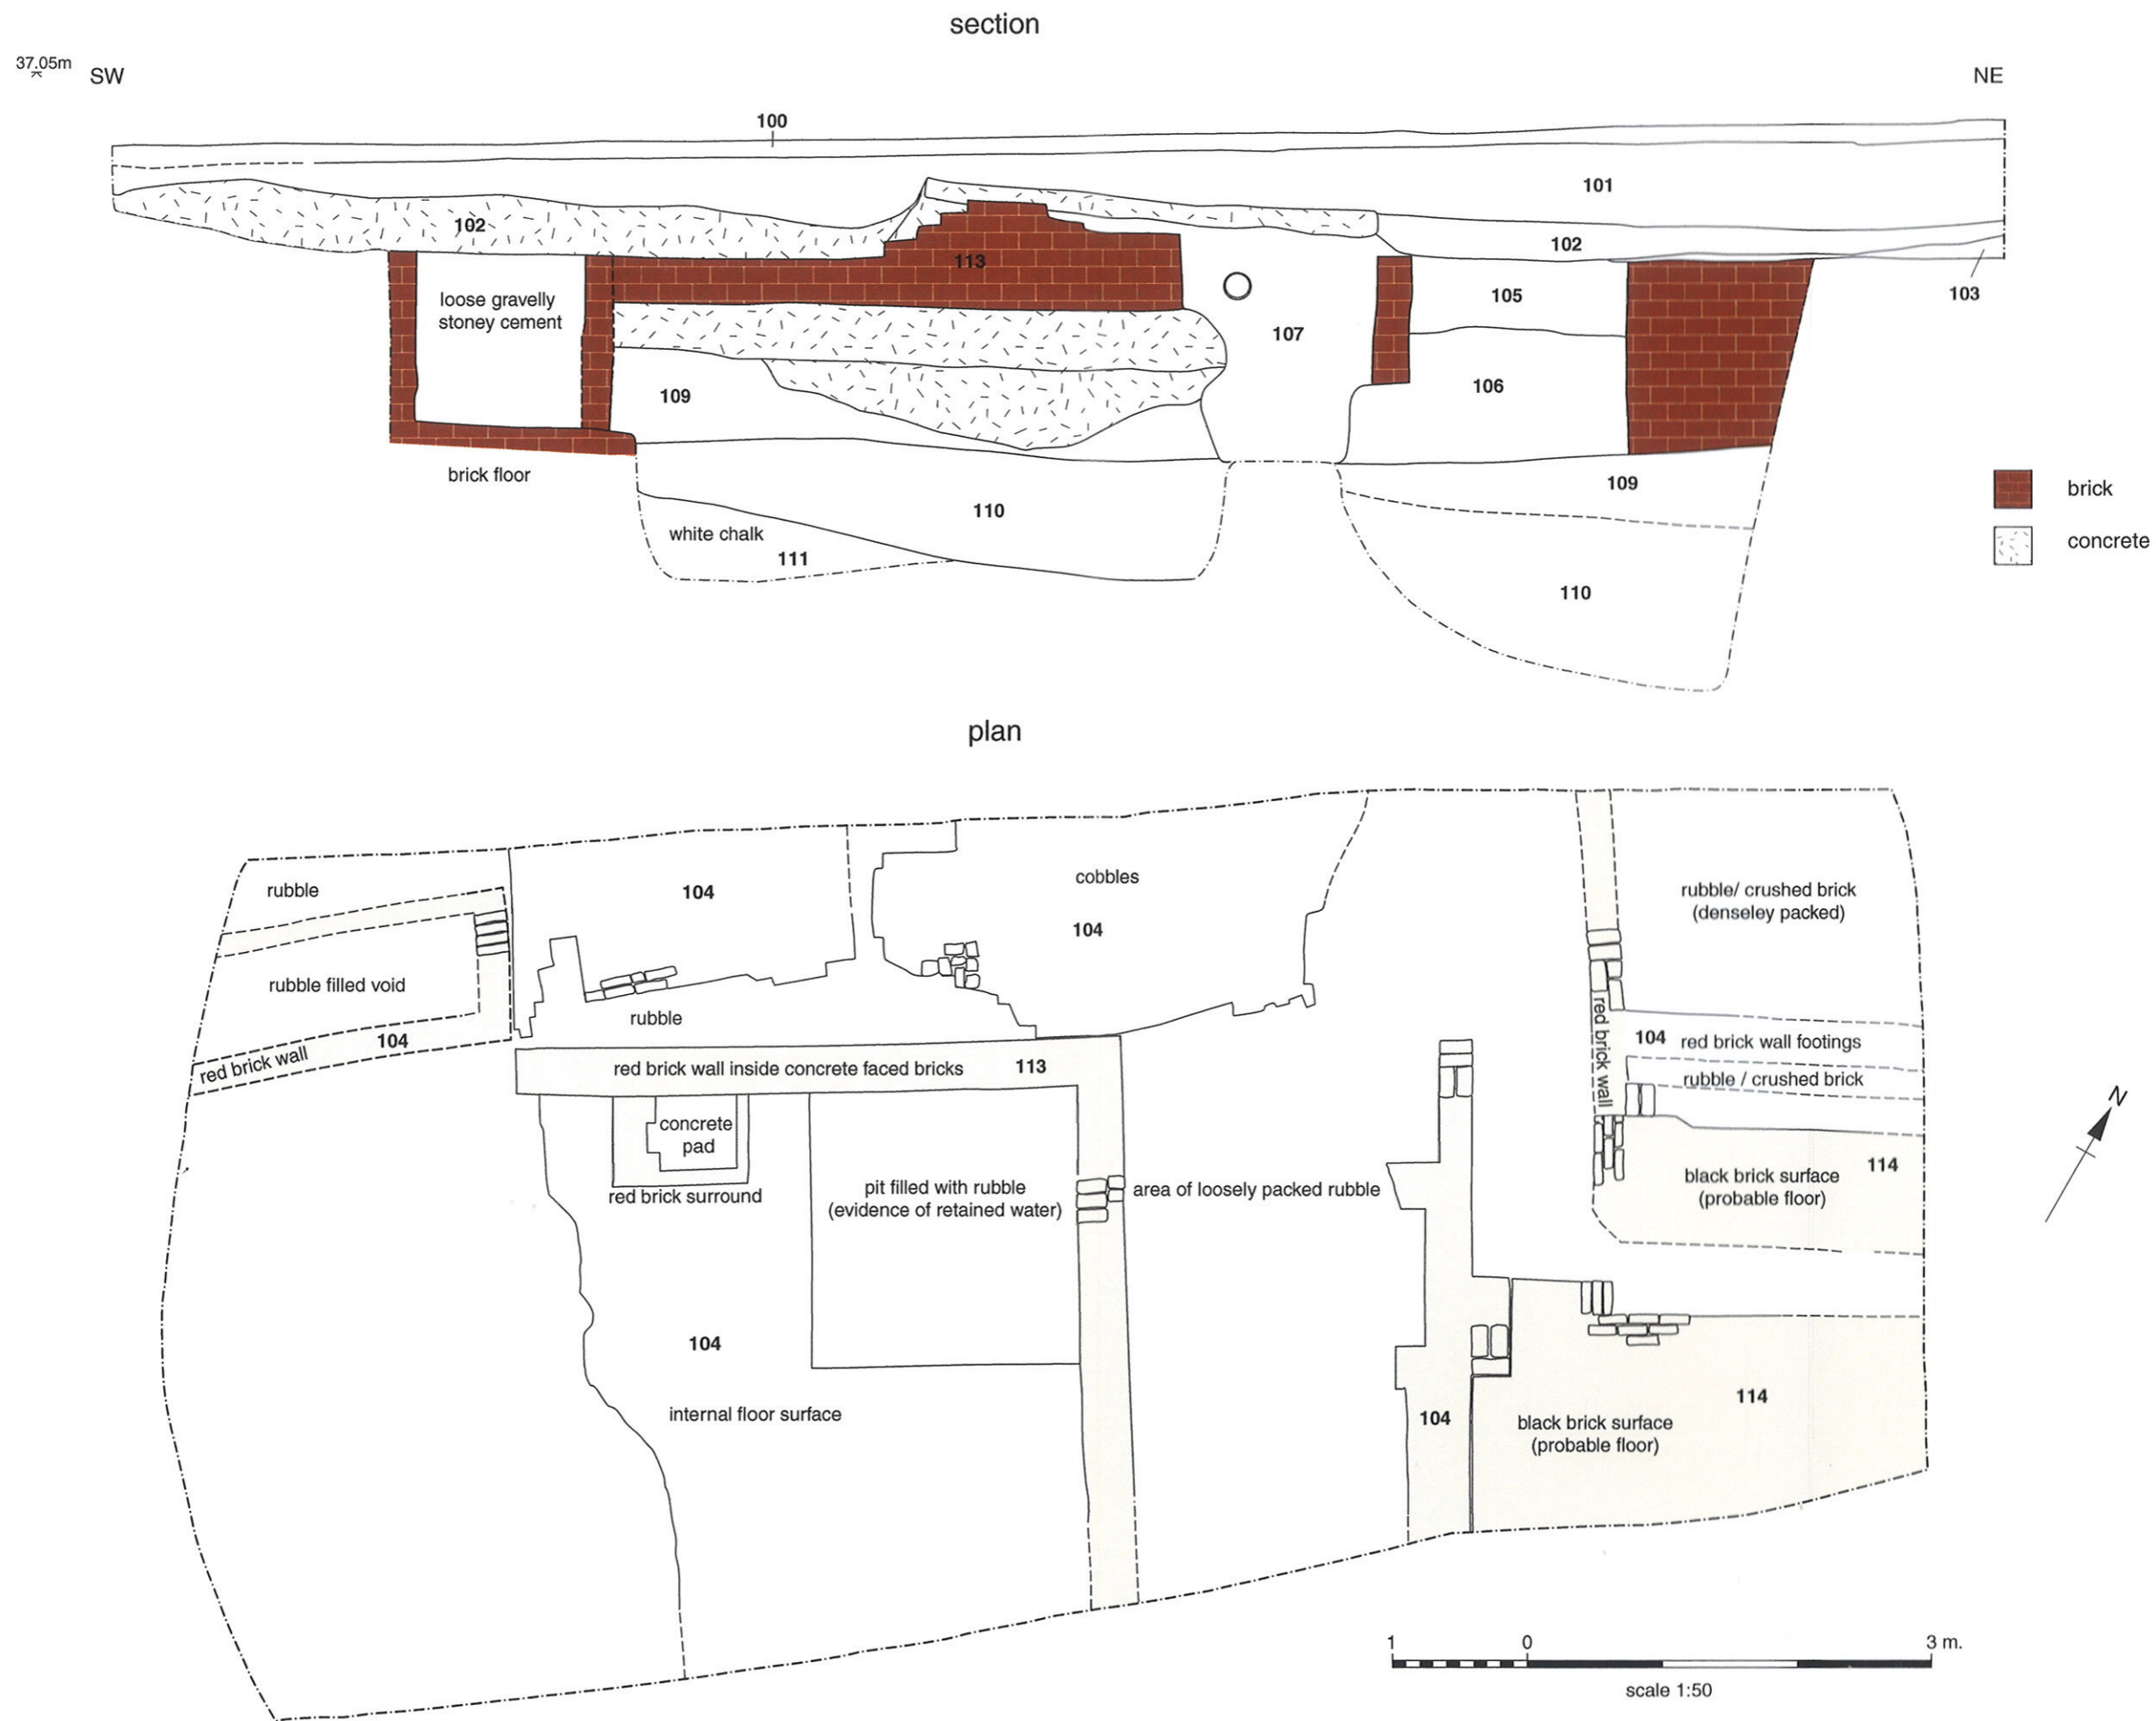 section
37.05m
SW
NE
100
101
102
102
113
103
loose gravelly
stoney cement
105
107
106
109
brick floor
109
110
white chalk
111
110
brick
concrete
plan
rubble
104
cobbles
104
rubble/ crushed brick
(denseley packed)
rubble filled void
rubble
104
red brick wall
red brick wall
104 red brick wall footings
rubble / crushed brick
red brick wall inside concrete faced bricks 113
concrete
pad
red brick surround
pit filled with rubble
(evidence of retained water)
area of loosely packed rubble
114
black brick surface
(probable floor)
N
104
internal floor surface
104
114
black brick surface
(probable floor)
1 0 3 m.
scale 1:50